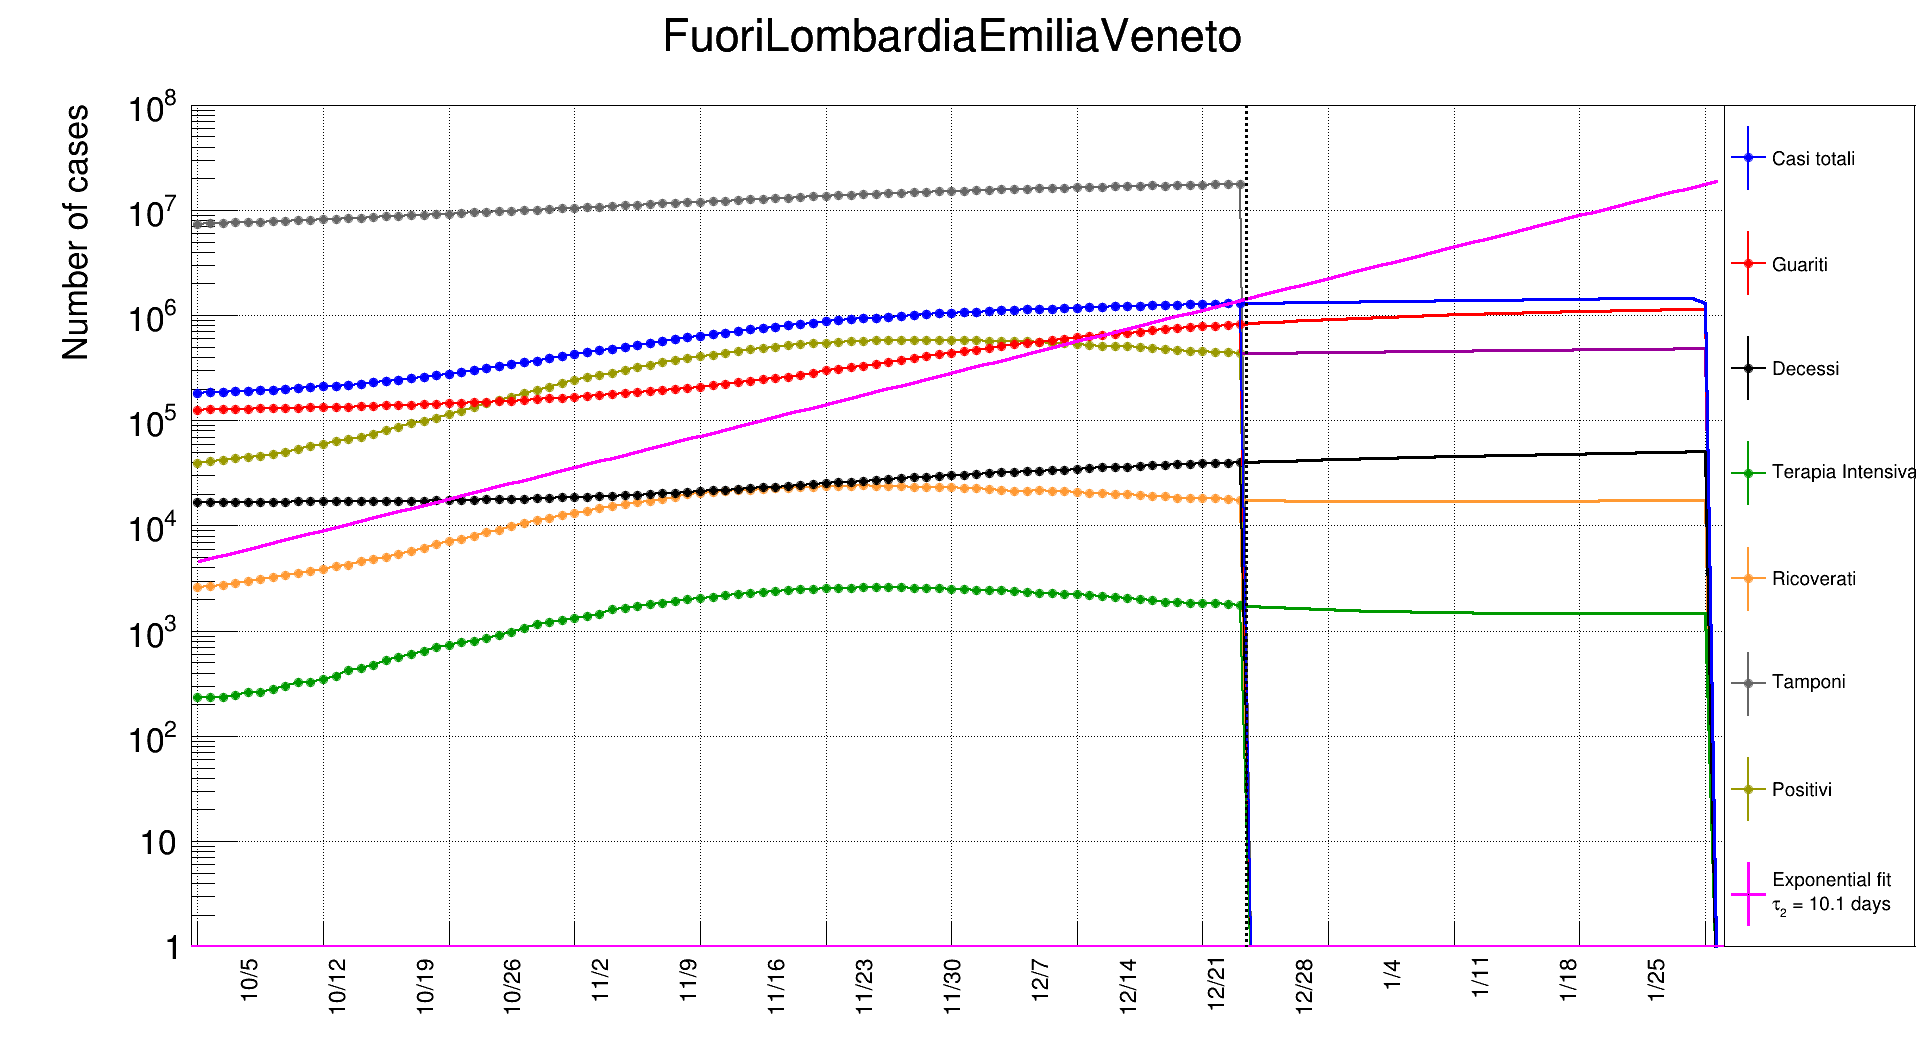 FuoriLombardiaEmiliaVeneto
Number of cases
10^8
10^7
10^6
10^5
10^4
10^3
10^2
10
1
10/5
10/12
10/19
10/26
11/2
11/9
11/16
11/23
11/30
12/7
12/14
12/21
12/28
1/4
1/11
1/18
1/25
Casi totali
Guariti
Decessi
Terapia Intensiva
Ricoverati
Tamponi
Positivi
Exponential fit
τ_2 = 10.1 days